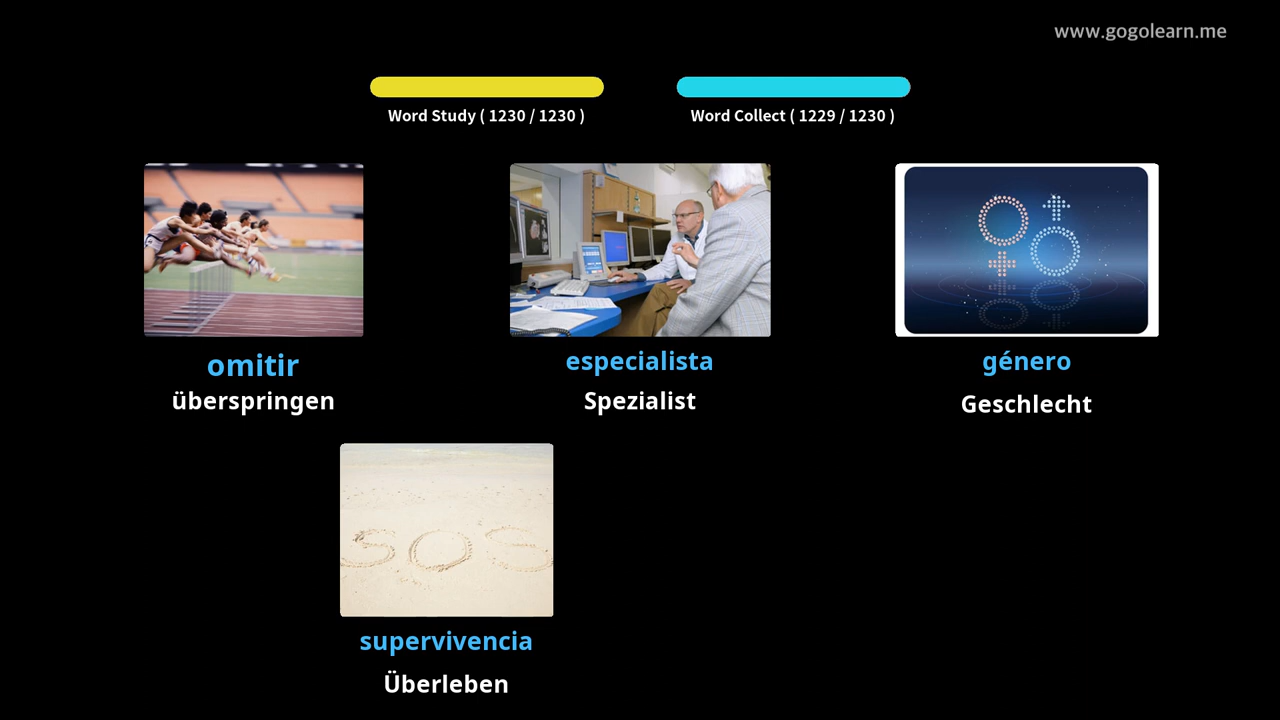 www.gogolearn.me
Word Study ( 1230 / 1230 )
Word Collect ( 1229 / 1230 )
omitir
überspringen
especialista
Spezialist
género
Geschlecht
SOS
supervivencia
Überleben